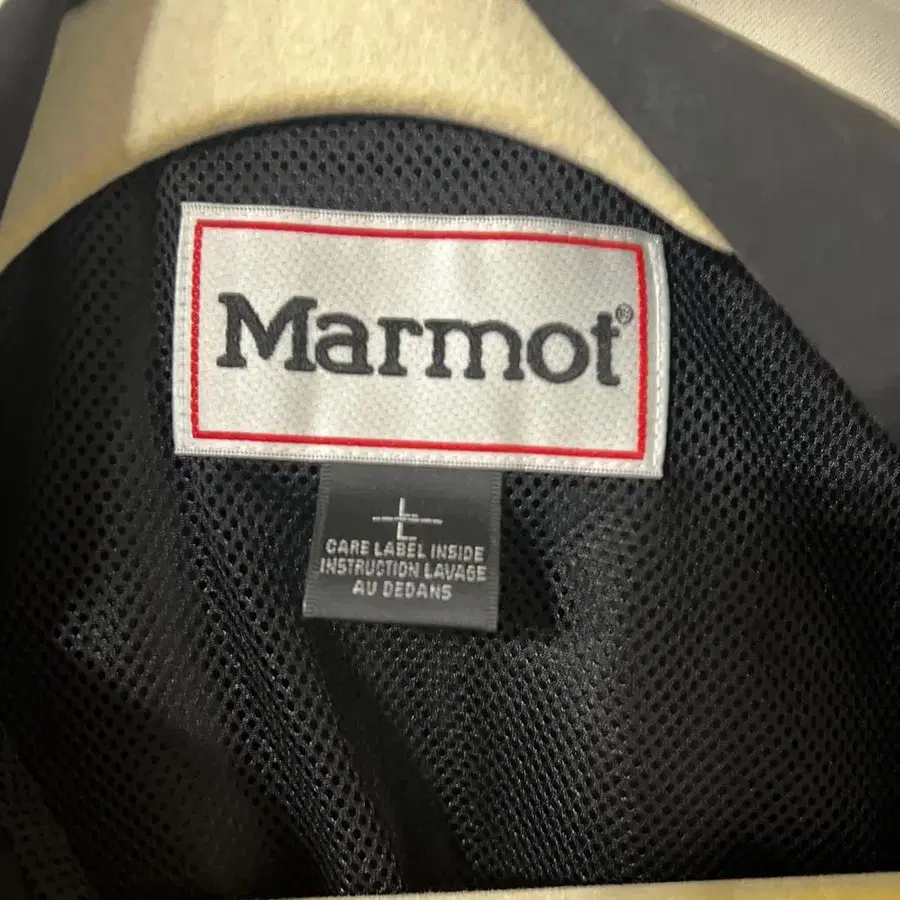 Marmot®
L
L
CARE LABEL INSIDE
INSTRUCTION LAVAGE
AU DEDANS